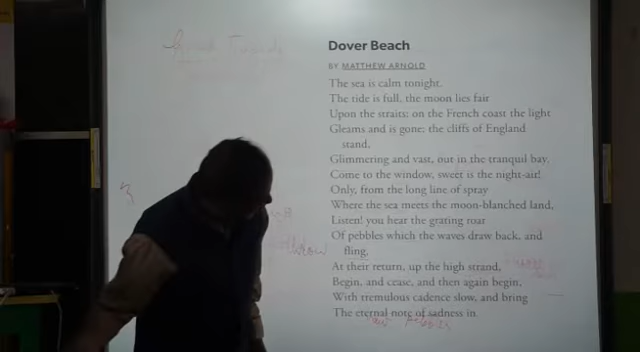 Dover Beach
BY MATTHEW ARNOLD
The sea is calm tonight.
The tide is full, the moon lies fair
Upon the straits; on the French coast the light
Gleams and is gone; the cliffs of England
stand,
Glimmering and vast, out in the tranquil bay.
Come to the window, sweet is the night-air!
Only, from the long line of spray
Where the sea meets the moon-blanched land,
Listen! you hear the grating roar
Of pebbles which the waves draw back, and
fling,
At their return, up the high strand,
Begin, and cease, and then again begin,
With tremulous cadence slow, and bring
The eternal note of sadness in.